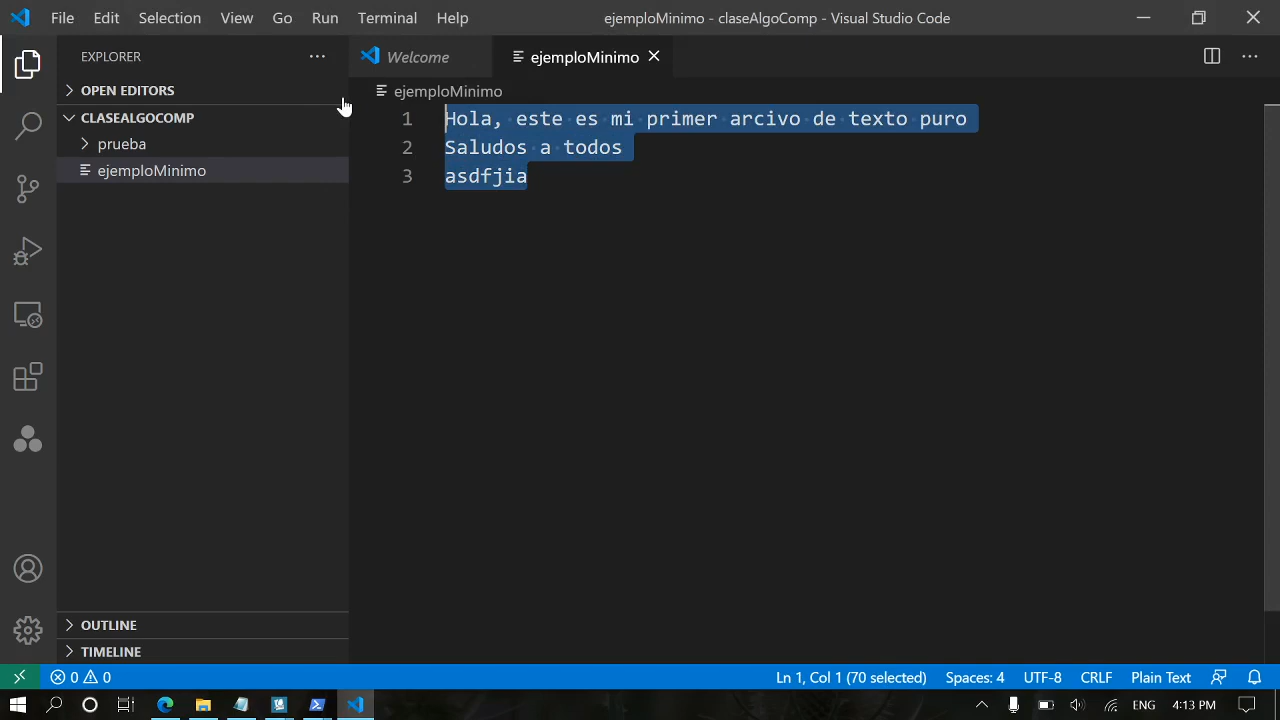 File Edit Selection View Go Run Terminal Help ejemploMinimo - claseAlgoComp - Visual Studio Code
EXPLORER
Welcome
ejemploMinimo
OPEN EDITORS
ejemploMinimo
CLASEALGOCOMP
prueba
ejemploMinimo
1 Hola, este es mi primer arcivo de texto puro
2 Saludos a todos
3 asdfjia
OUTLINE
TIMELINE
0 0 Ln 1, Col 1 (70 selected) Spaces: 4 UTF-8 CRLF Plain Text
ENG 4:13 PM